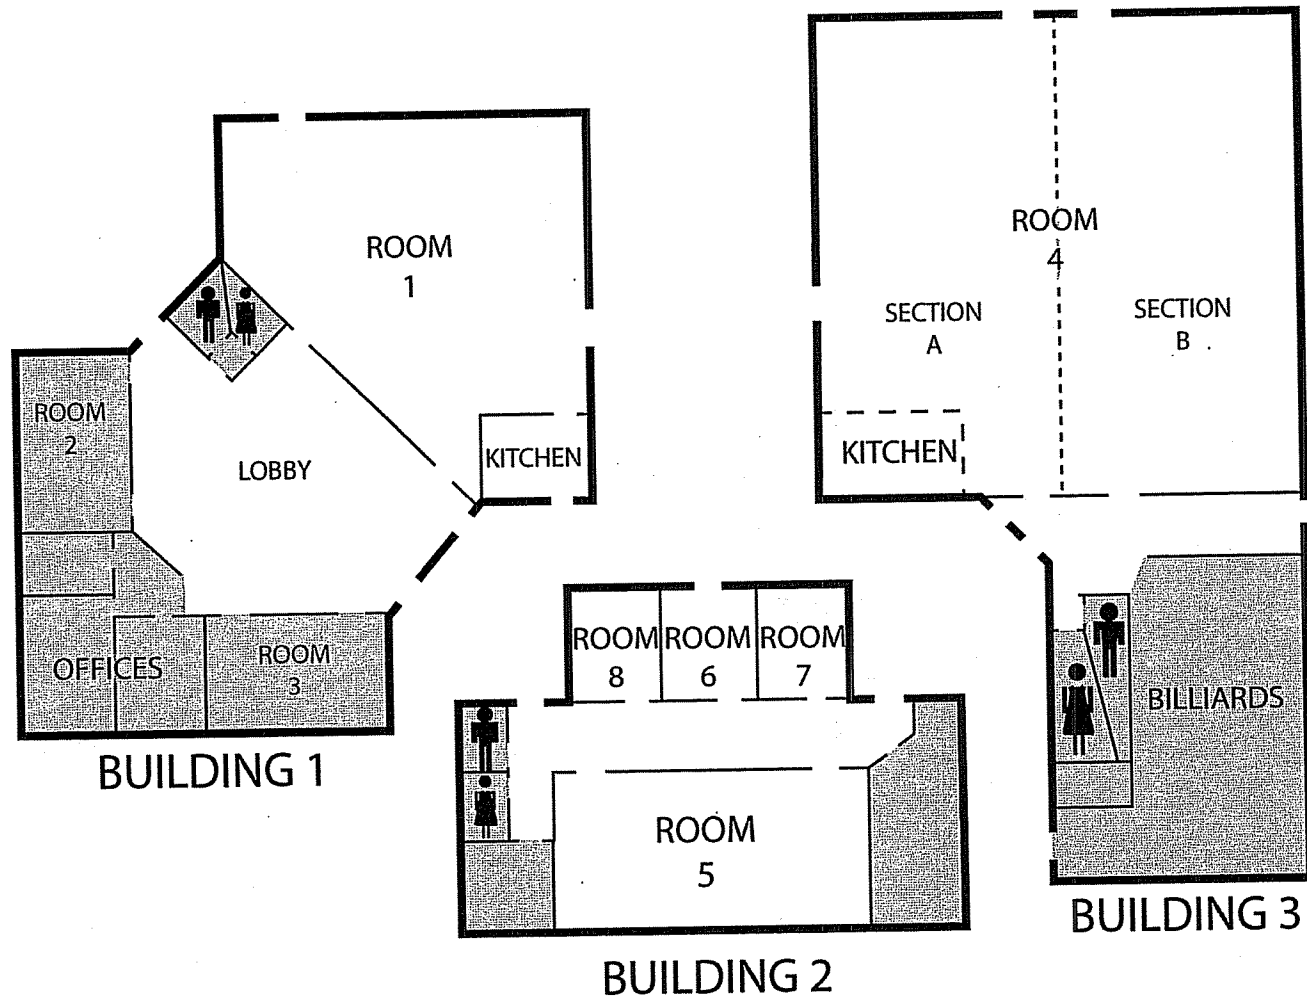 ROOM
1
ROOM
4
SECTION
A
SECTION
B
ROOM
2
LOBBY
KITCHEN
KITCHEN
OFFICES
ROOM
3
BUILDING 1
ROOM
8
ROOM
6
ROOM
7
ROOM
5
BUILDING 2
BILLIARDS
BUILDING 3